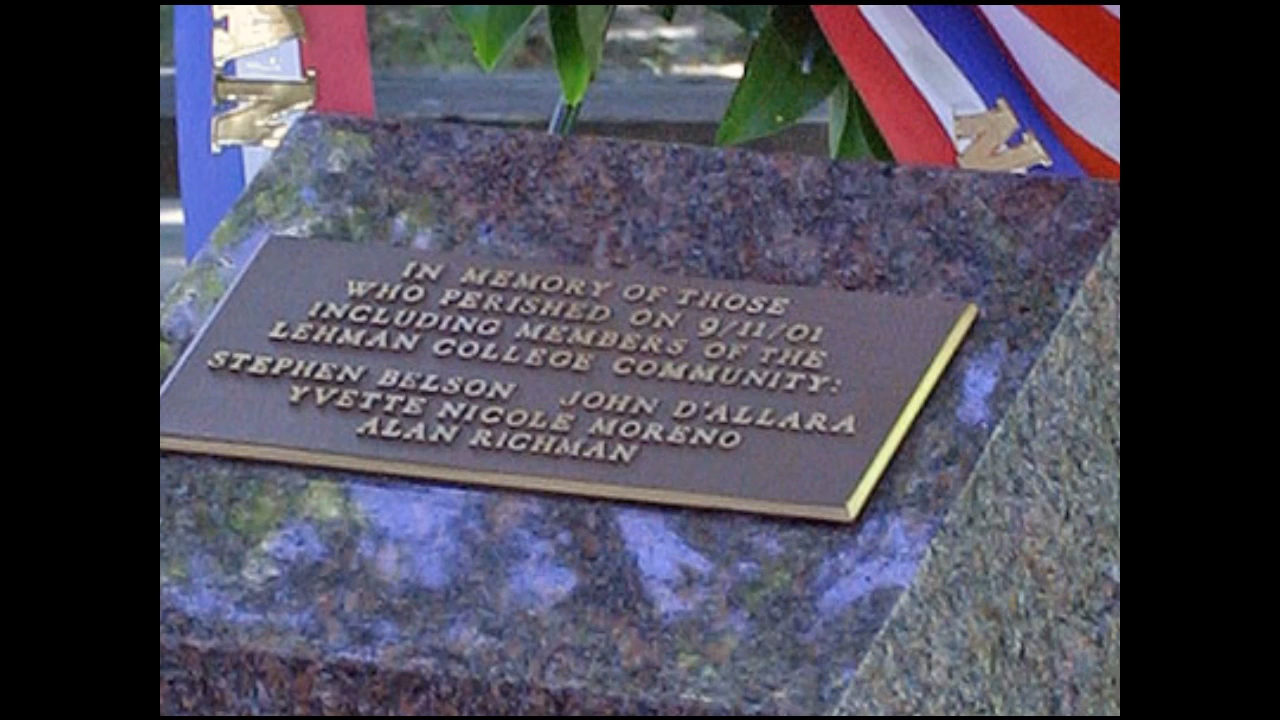 IN MEMORY OF THOSE
WHO PERISHED ON 9/11/01
INCLUDING MEMBERS OF THE
LEHMAN COLLEGE COMMUNITY:
STEPHEN BELSON JOHN D'ALLARA
YVETTE NICOLE MORENO
ALAN RICHMAN